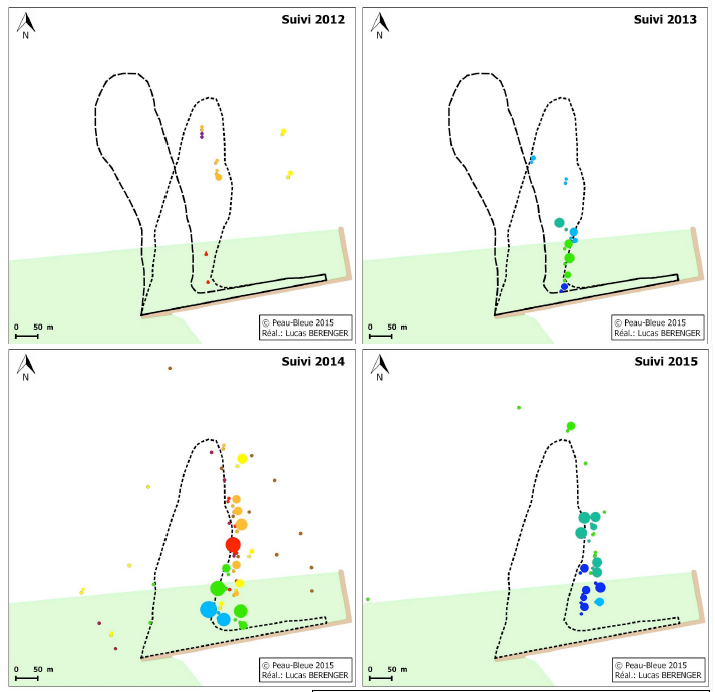 Suivi 2012
N
0 50 m
© Peau-Bleue 2015
Réal.: Lucas BERENGER
Suivi 2013
N
0 50 m
© Peau-Bleue 2015
Réal.: Lucas BERENGER
Suivi 2014
N
0 50 m
© Peau-Bleue 2015
Réal.: Lucas BERENGER
Suivi 2015
N
0 50 m
© Peau-Bleue 2015
Réal.: Lucas BERENGER